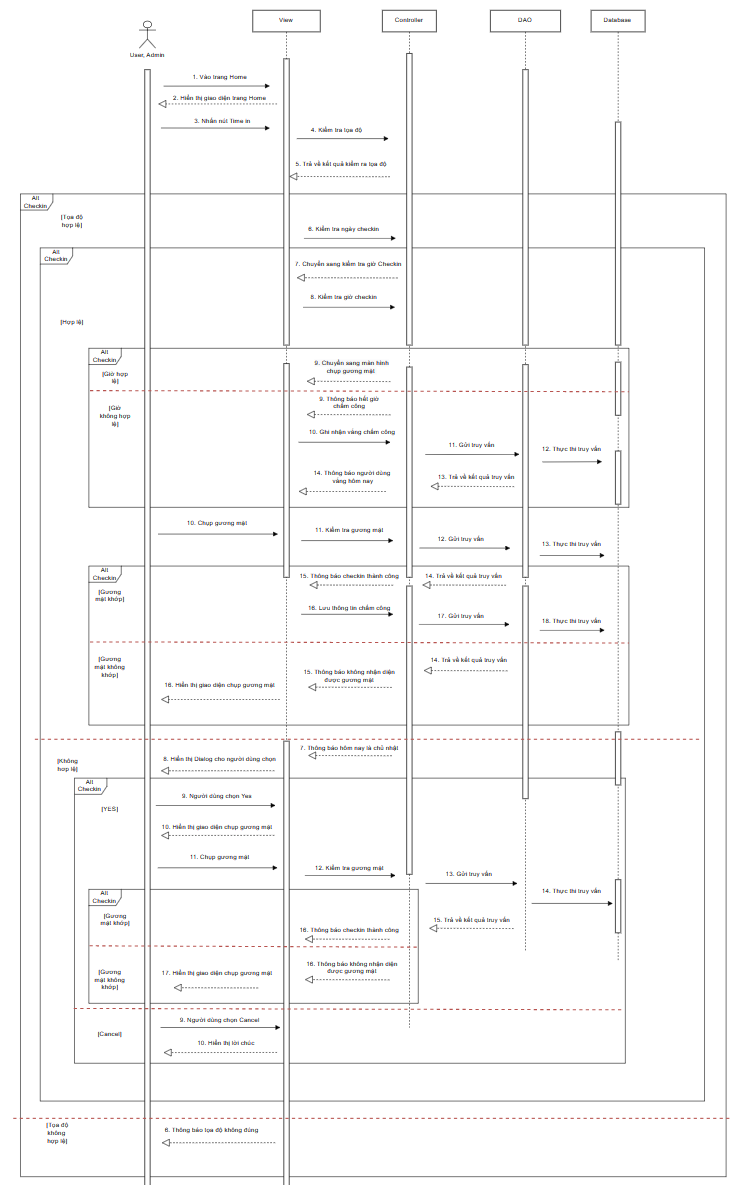 View
Controller
DAO
Database
User, Admin
1. Vào trang Home
2. Hiển thị giao diện trang Home
3. Nhấn nút Time in
4. Kiểm tra tọa độ
5. Trả về kết quả kiểm ra tọa độ
Alt
Checkin
[Tọa độ
hợp lệ]
6. Kiểm tra ngày checkin
Alt
Checkin
7. Chuyển sang kiểm tra giờ Checkin
8. Kiểm tra giờ checkin
[Hợp lệ]
Alt
Checkin
[Giờ hợp
lệ]
9. Chuyển sang màn hình
chụp gương mặt
[Giờ
không hợp
lệ]
9. Thông báo hết giờ
chấm công
10. Ghi nhận vắng chấm công
11. Gửi truy vấn
12. Thực thi truy vấn
13. Trả về kết quả truy vấn
14. Thông báo người dùng
vắng hôm nay
10. Chụp gương mặt
11. Kiểm tra gương mặt
12. Gửi truy vấn
13. Thực thi truy vấn
Alt
Checkin
[Gương
mặt khớp]
15. Thông báo checkin thành công
14. Trả về kết quả truy vấn
16. Lưu thông tin chấm công
17. Gửi truy vấn
18. Thực thi truy vấn
[Gương
mặt không
khớp]
14. Trả về kết quả truy vấn
15. Thông báo không nhận diện
được gương mặt
16. Hiển thị giao diện chụp gương mặt
7. Thông báo hôm nay là chủ nhật
[Không
hợp lệ]
8. Hiển thị Dialog cho người dùng chọn
Alt
Checkin
[YES]
9. Người dùng chọn Yes
10. Hiển thị giao diện chụp gương mặt
11. Chụp gương mặt
12. Kiểm tra gương mặt
13. Gửi truy vấn
14. Thực thi truy vấn
Alt
Checkin
[Gương
mặt khớp]
15. Trả về kết quả truy vấn
16. Thông báo checkin thành công
[Gương
mặt không
khớp]
17. Hiển thị giao diện chụp gương mặt
16. Thông báo không nhận diện
được gương mặt
9. Người dùng chọn Cancel
[Cancel]
10. Hiển thị lời chúc
[Tọa độ
không
hợp lệ]
6. Thông báo tọa độ không đúng